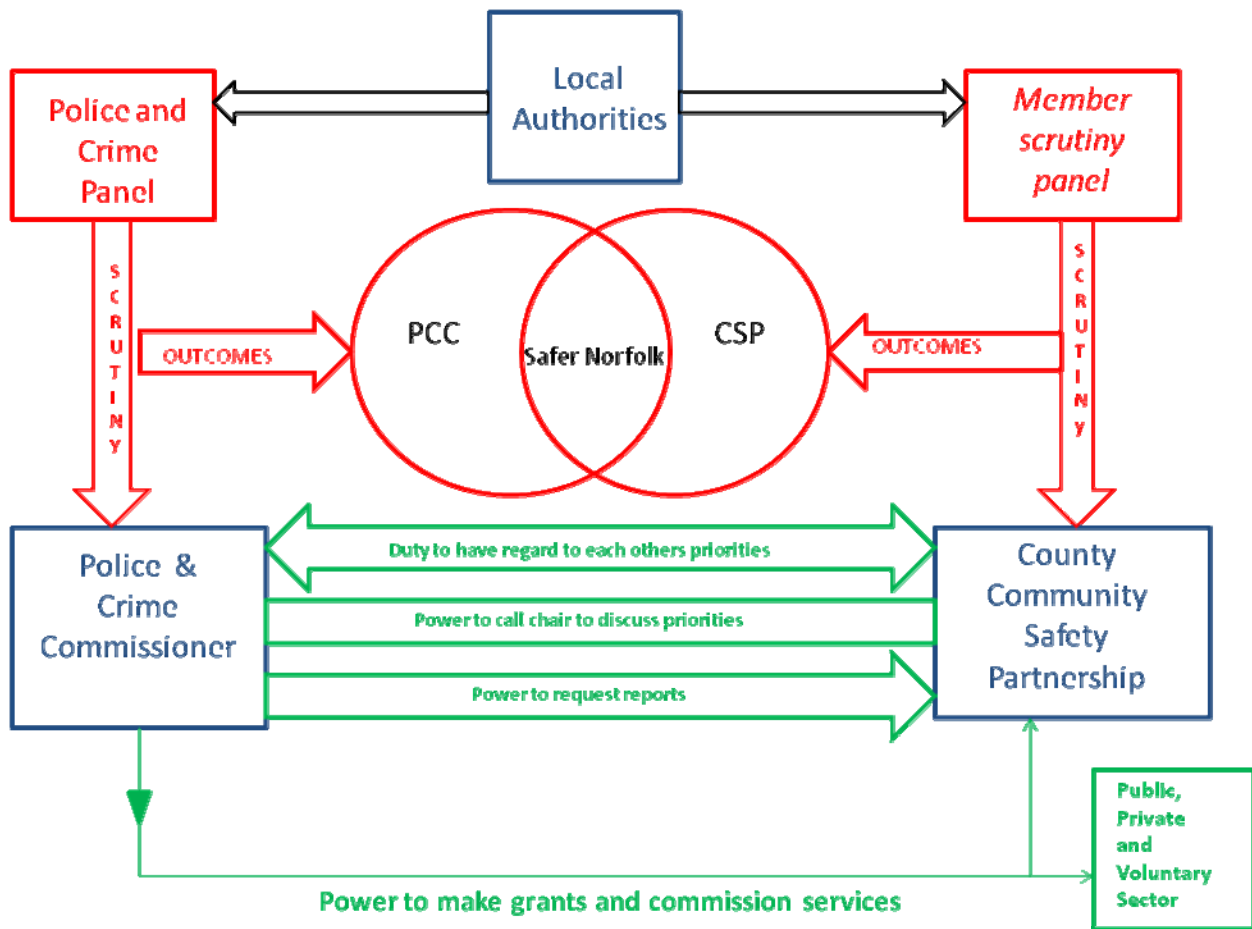 Local
Authorities
Police and
Crime
Panel
Member
scrutiny
panel
SCRUTINY
SCRUTINY
OUTCOMES
PCC
Safer Norfolk
CSP
OUTCOMES
Police &
Crime
Commissioner
Duty to have regard to each others priorities
Power to call chair to discuss priorities
Power to request reports
County
Community
Safety
Partnership
Public,
Private
and
Voluntary
Sector
Power to make grants and commission services